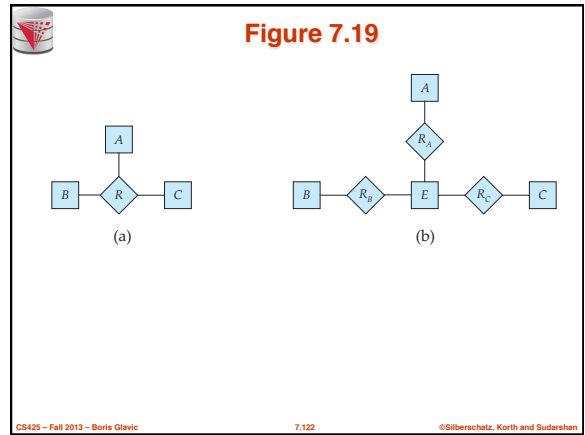 Figure 7.19
A
B R C
(a)
A
R_A
B R_B E R_C C
(b)
CS425 – Fall 2013 – Boris Glavic 7.122 ©Silberschatz, Korth and Sudarshan